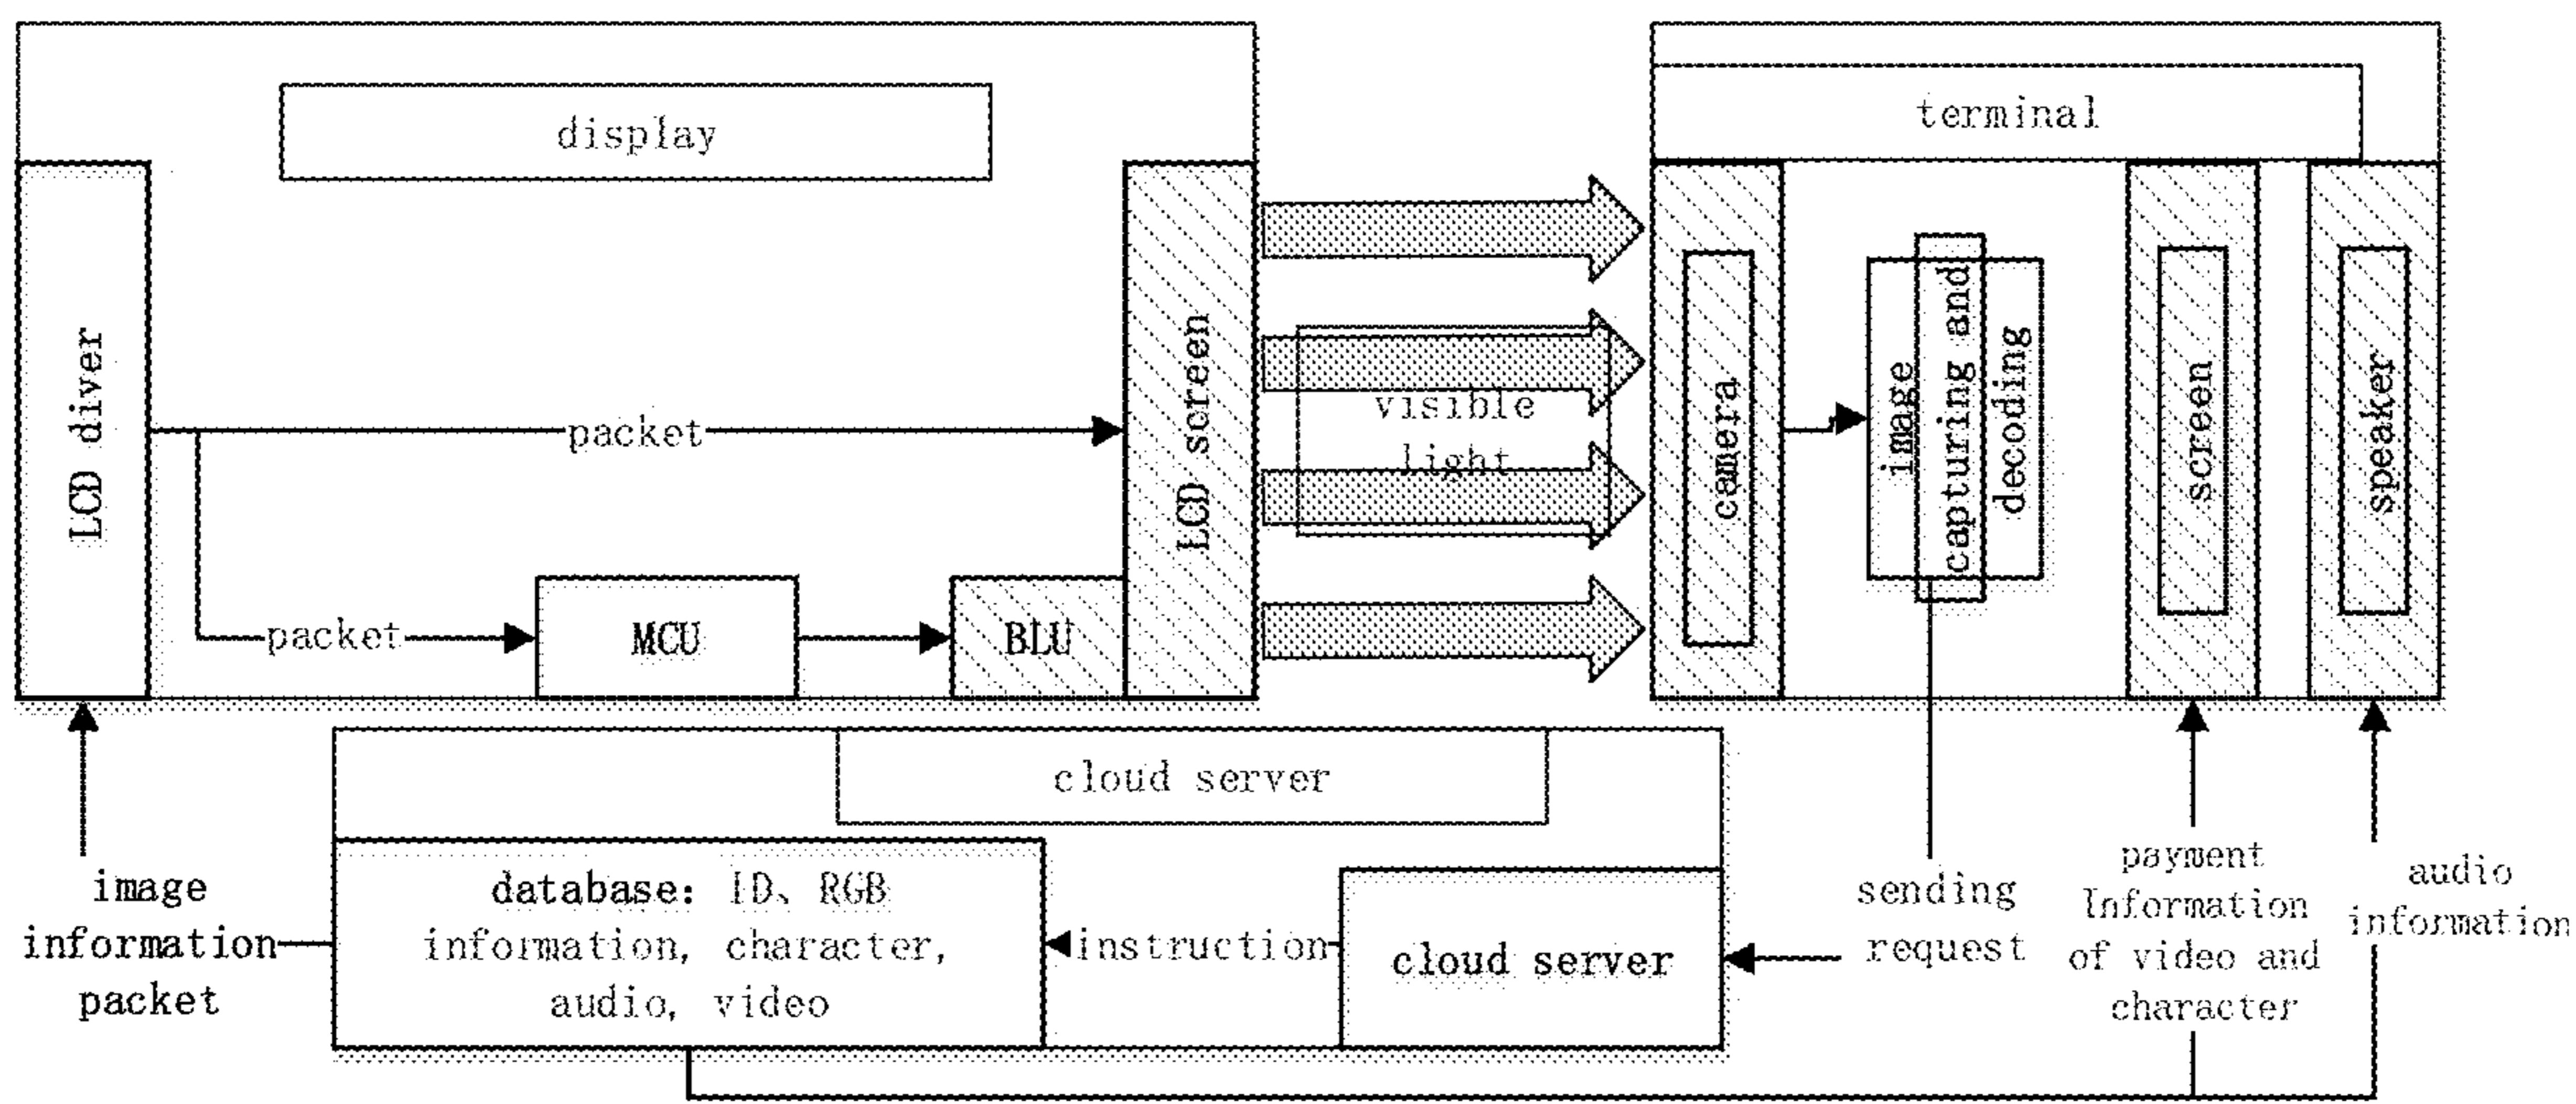 display
terminal
LCD diver
packet
LCD screen
packet
MCU
BLU
visible
light
camera
image
capturing and
decoding
screen
speaker
cloud server
image
information
packet
database: ID、RGB
information, character,
audio, video
instruction
cloud server
sending
request
payment
Information
of video and
character
audio
information